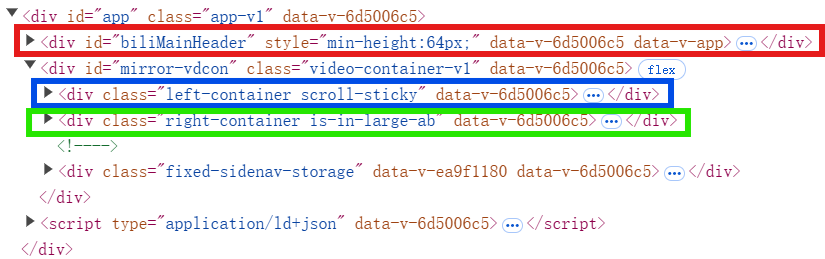 ▼<div id="app" class="app-v1" data-v-6d5006c5>
▶<div id="biliMainHeader" style="min-height:64px;" data-v-6d5006c5 data-v-app>⋯</div>
▼<div id="mirror-vdcon" class="video-container-v1" data-v-6d5006c5> flex
▶<div class="left-container scroll-sticky" data-v-6d5006c5>⋯</div>
▶<div class="right-container is-in-large-ab" data-v-6d5006c5>⋯</div>
<!---->
▶<div class="fixed-sidenav-storage" data-v-ea9f1180 data-v-6d5006c5>⋯</div>
</div>
▶<script type="application/ld+json" data-v-6d5006c5>⋯</script>
</div>